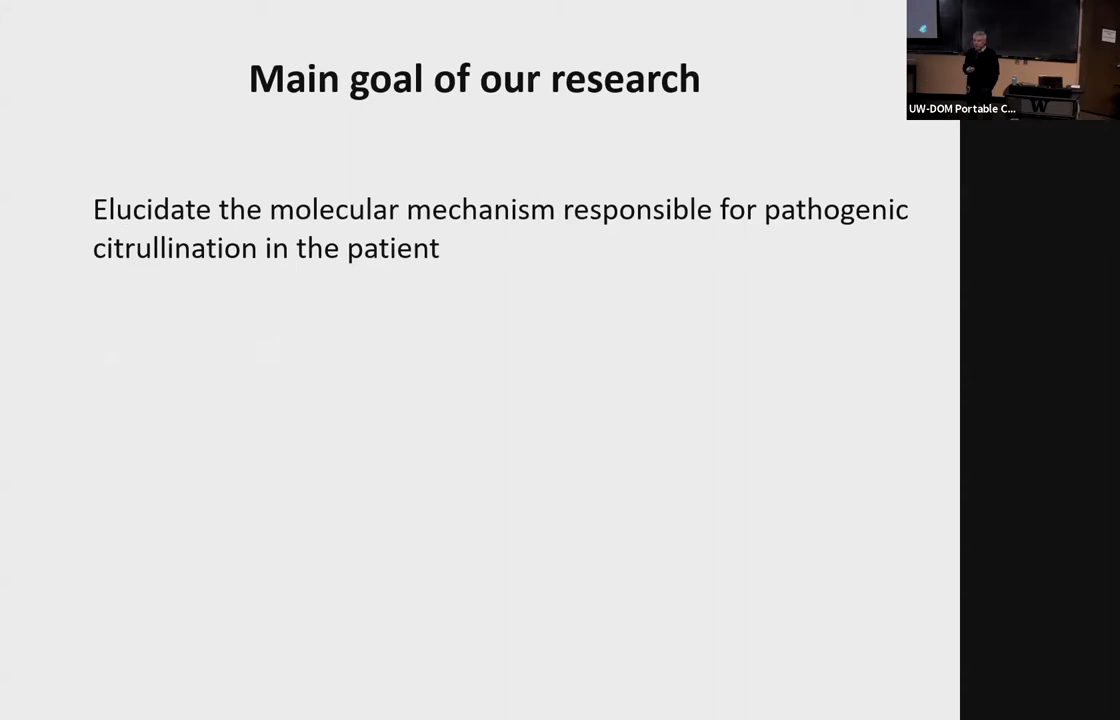 Main goal of our research
UW-DOM Portable C...
W
Elucidate the molecular mechanism responsible for pathogenic
citrullination in the patient